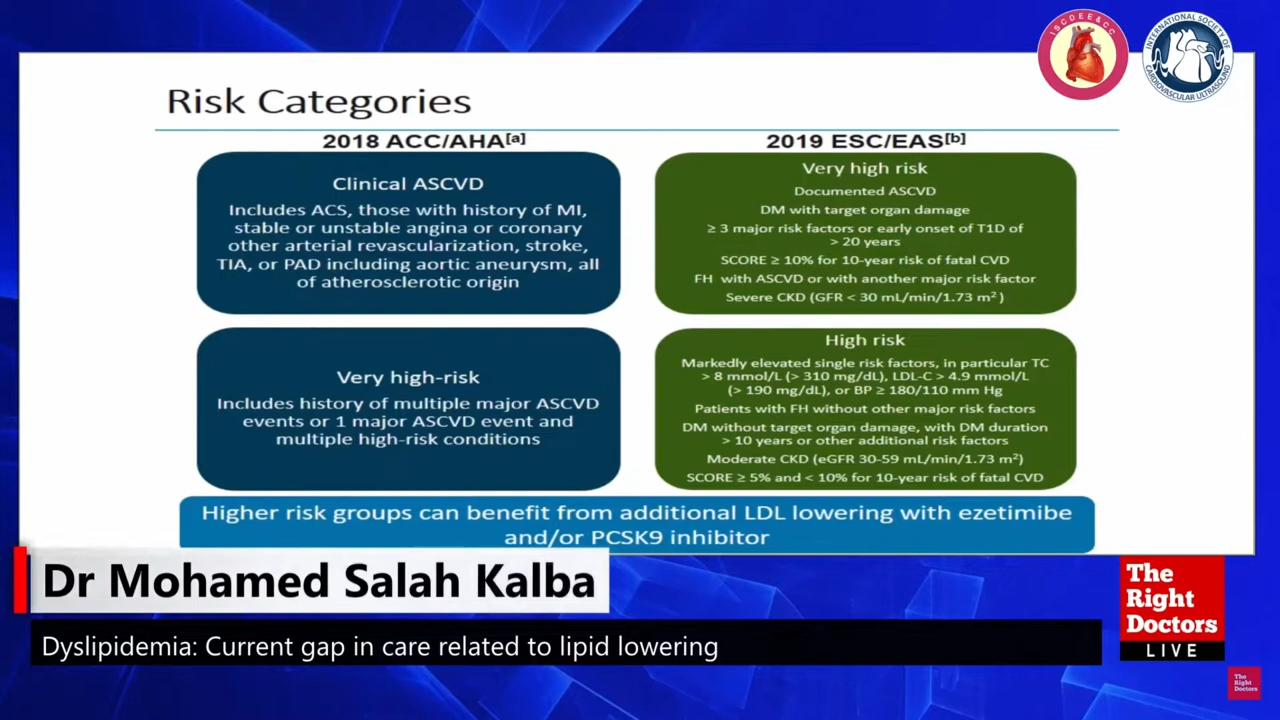 ISCDEE&CC
INTERNATIONAL SOCIETY OF
CARDIOVASCULAR ULTRASOUND
Risk Categories
2018 ACC/AHA[a]
Clinical ASCVD
Includes ACS, those with history of MI,
stable or unstable angina or coronary
other arterial revascularization, stroke,
TIA, or PAD including aortic aneurysm, all
of atherosclerotic origin
Very high-risk
Includes history of multiple major ASCVD
events or 1 major ASCVD event and
multiple high-risk conditions
2019 ESC/EAS[b]
Very high risk
Documented ASCVD
DM with target organ damage
≥ 3 major risk factors or early onset of T1D of
> 20 years
SCORE ≥ 10% for 10-year risk of fatal CVD
FH with ASCVD or with another major risk factor
Severe CKD (GFR < 30 mL/min/1.73 m²)
High risk
Markedly elevated single risk factors, in particular TC
> 8 mmol/L (> 310 mg/dL), LDL-C > 4.9 mmol/L
(> 190 mg/dL), or BP ≥ 180/110 mm Hg
Patients with FH without other major risk factors
DM without target organ damage, with DM duration
> 10 years or other additional risk factors
Moderate CKD (eGFR 30-59 mL/min/1.73 m²)
SCORE ≥ 5% and < 10% for 10-year risk of fatal CVD
Higher risk groups can benefit from additional LDL lowering with ezetimibe
and/or PCSK9 inhibitor
Dr Mohamed Salah Kalba
Dyslipidemia: Current gap in care related to lipid lowering
The
Right
Doctors
LIVE
The
Right
Doctors